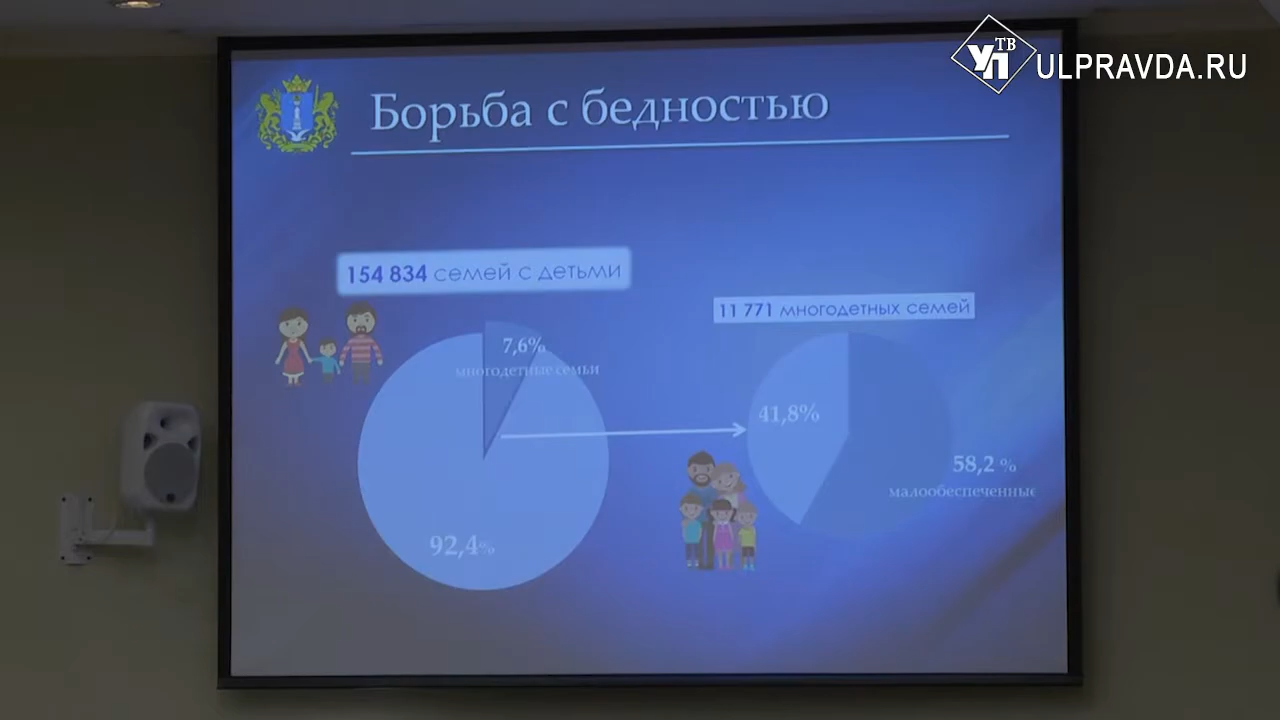 УП ТВ
ULPRAVDA.RU
Борьба с бедностью
154 834 семей с детьми
11 771 многодетных семей
7,6%
многодетные семьи
41,8%
58,2 %
малообеспеченные
92,4%